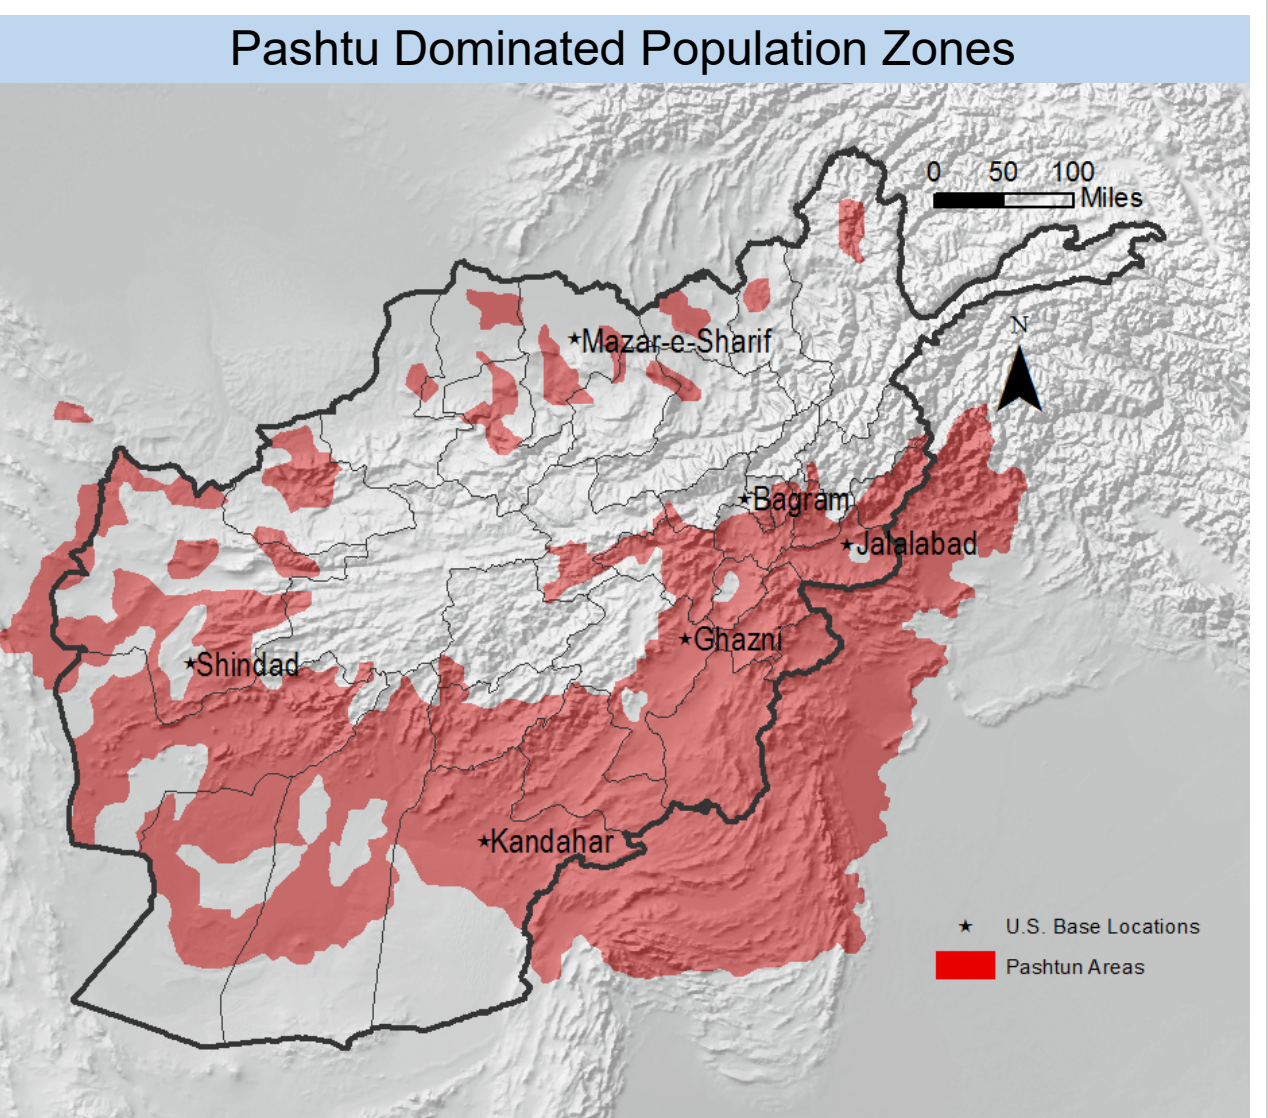 Pashtu Dominated Population Zones
0 50 100
Miles
N
Mazar-e-Sharif
Bagram
Jalalabad
Ghazni
Shindad
Kandahar
U.S. Base Locations
Pashtun Areas